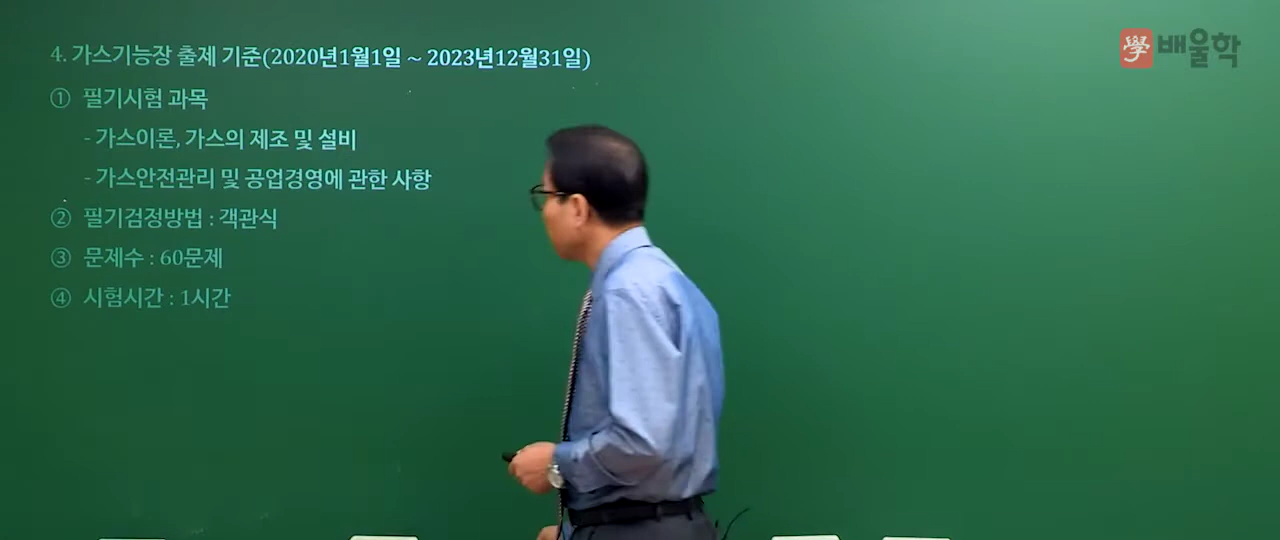 4. 가스기능장 출제 기준(2020년1월1일 ~ 2023년12월31일)
① 필기시험 과목
- 가스이론, 가스의 제조 및 설비
- 가스안전관리 및 공업경영에 관한 사항
② 필기검정방법 : 객관식
③ 문제수 : 60문제
④ 시험시간 : 1시간
學 배울학